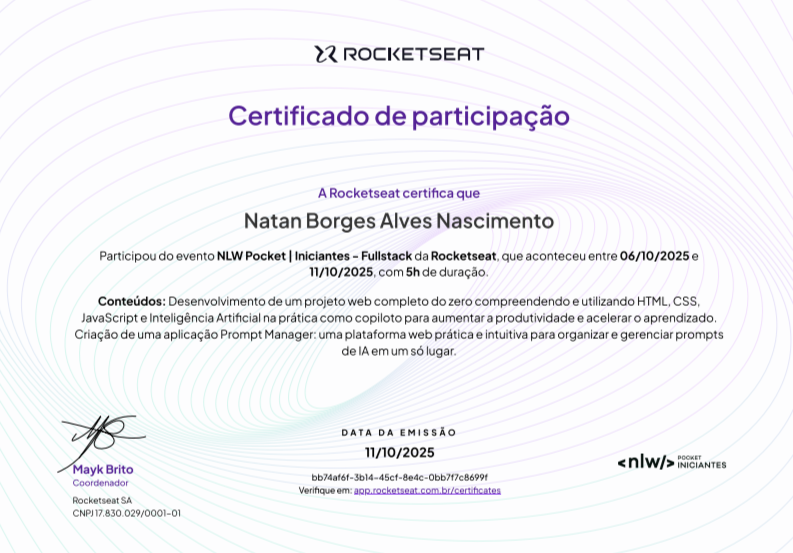 ROCKETSEAT
Certificado de participação
A Rocketseat certifica que
Natan Borges Alves Nascimento
Participou do evento NLW Pocket | Iniciantes - Fullstack da Rocketseat, que aconteceu entre 06/10/2025 e
11/10/2025, com 5h de duração.
Conteúdos: Desenvolvimento de um projeto web completo do zero compreendendo e utilizando HTML, CSS,
JavaScript e Inteligência Artificial na prática como copiloto para aumentar a produtividade e acelerar o aprendizado.
Criação de uma aplicação Prompt Manager: uma plataforma web prática e intuitiva para organizar e gerenciar prompts
de IA em um só lugar.
Mayk Brito
Coordenador
Rocketseat SA
CNPJ 17.830.029/0001-01
DATA DA EMISSÃO
11/10/2025
bb74af6f-3b14-45cf-8e4c-0bb7f7c8699f
Verifique em: app.rocketseat.com.br/certificates
<nlw/> POCKET
INICIANTES